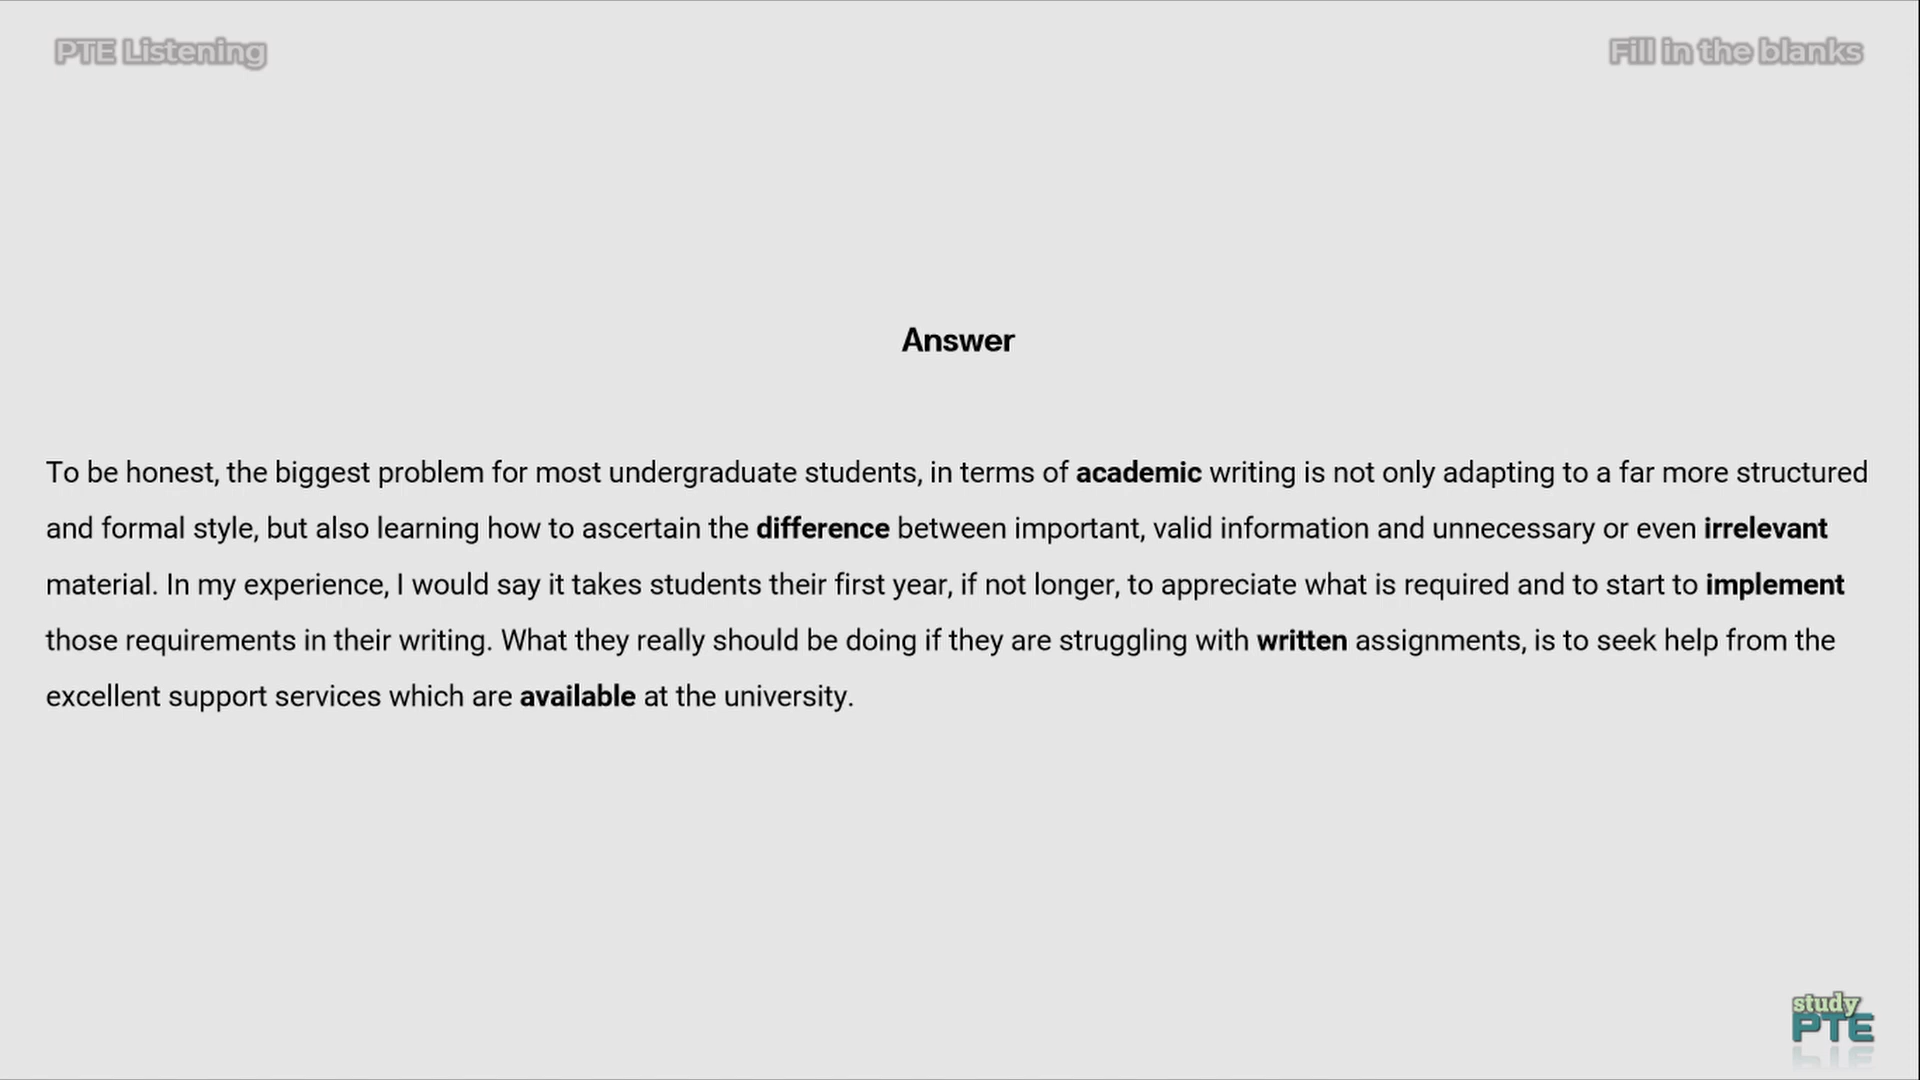 PTE Listening
Fill in the blanks
Answer
To be honest, the biggest problem for most undergraduate students, in terms of academic writing is not only adapting to a far more structured
and formal style, but also learning how to ascertain the difference between important, valid information and unnecessary or even irrelevant
material. In my experience, I would say it takes students their first year, if not longer, to appreciate what is required and to start to implement
those requirements in their writing. What they really should be doing if they are struggling with written assignments, is to seek help from the
excellent support services which are available at the university.
study
PTE